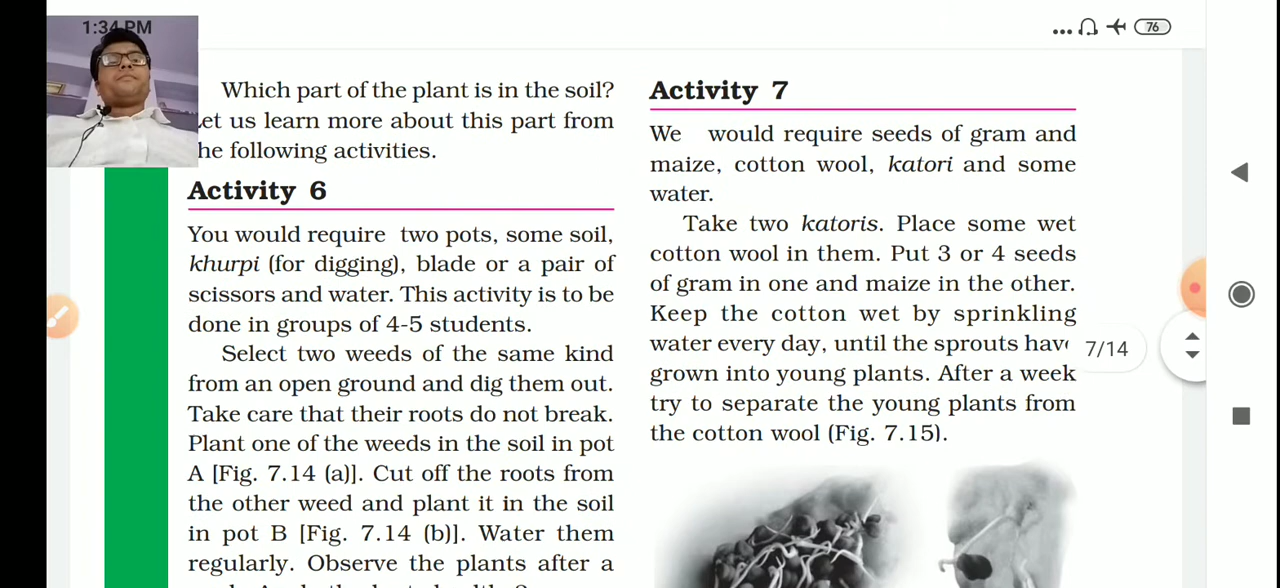 1:34 PM
76
Which part of the plant is in the soil?
et us learn more about this part from
he following activities.
Activity 6
You would require two pots, some soil,
khurpi (for digging), blade or a pair of
scissors and water. This activity is to be
done in groups of 4-5 students.
Select two weeds of the same kind
from an open ground and dig them out.
Take care that their roots do not break.
Plant one of the weeds in the soil in pot
A [Fig. 7.14 (a)]. Cut off the roots from
the other weed and plant it in the soil
in pot B [Fig. 7.14 (b)]. Water them
regularly. Observe the plants after a
Activity 7
We would require seeds of gram and
maize, cotton wool, katori and some
water.
Take two katoris. Place some wet
cotton wool in them. Put 3 or 4 seeds
of gram in one and maize in the other.
Keep the cotton wet by sprinkling
water every day, until the sprouts have
grown into young plants. After a week
try to separate the young plants from
the cotton wool (Fig. 7.15).
7/14